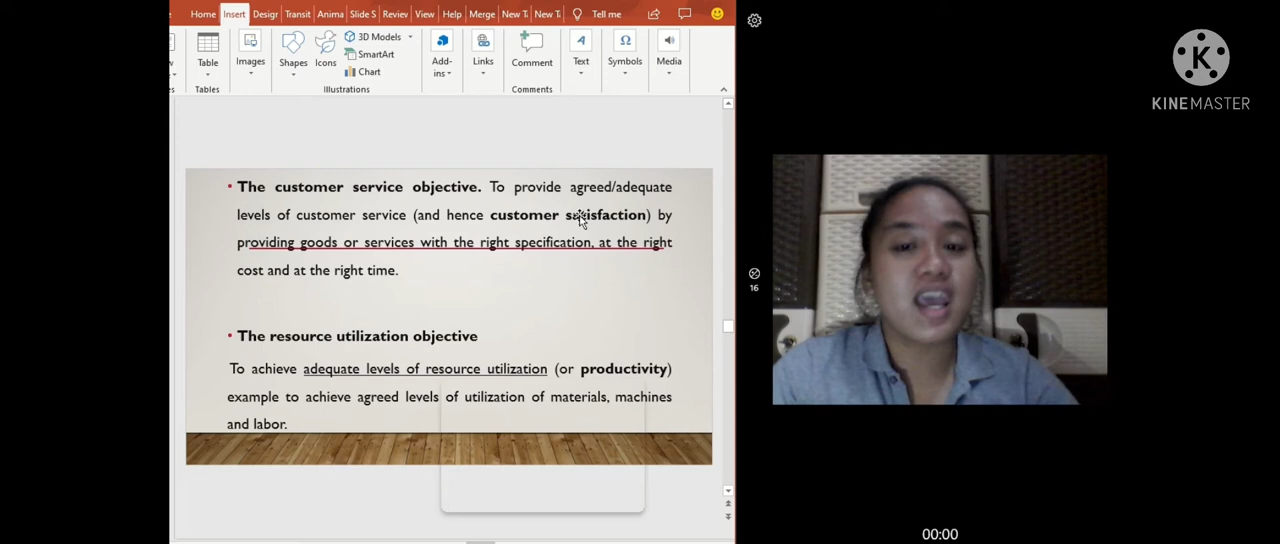 Home Insert Design Transit Anima Slide S Review View Help Merge New T New T Tell me
Table Images Shapes Icons 3D Models SmartArt Chart Add-ins Links Comment Text Symbols Media
Tables Illustrations Comments
• The customer service objective. To provide agreed/adequate
levels of customer service (and hence customer satisfaction) by
providing goods or services with the right specification, at the right
cost and at the right time.
• The resource utilization objective
To achieve adequate levels of resource utilization (or productivity)
example to achieve agreed levels of utilization of materials, machines
and labor.
16
00:00
K
KINEMASTER